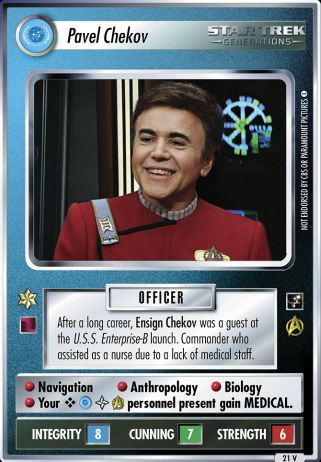 Pavel Chekov
STAR TREK
GENERATIONS
NOT ENDORSED BY CBS OR PARAMOUNT PICTURES
OFFICER
After a long career, Ensign Chekov was a guest at
the U.S.S. Enterprise-B launch. Commander who
assisted as a nurse due to a lack of medical staff.
Navigation Anthropology Biology
Your personnel present gain MEDICAL.
INTEGRITY 8 CUNNING 7 STRENGTH 6
21 V